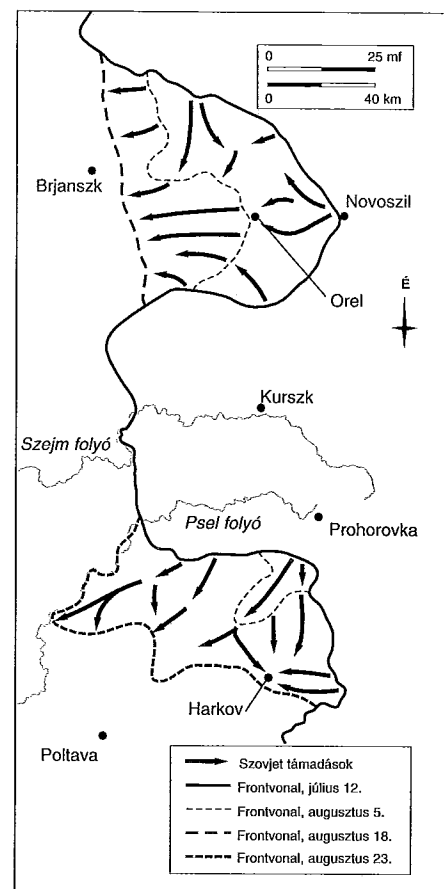 0 25 mf
0 40 km
Brjanszk
Novoszil
Orel
É
Kurszk
Szejm folyó
Psel folyó
Prohorovka
Harkov
Poltava
Szovjet támadások
Frontvonal, július 12.
Frontvonal, augusztus 5.
Frontvonal, augusztus 18.
Frontvonal, augusztus 23.